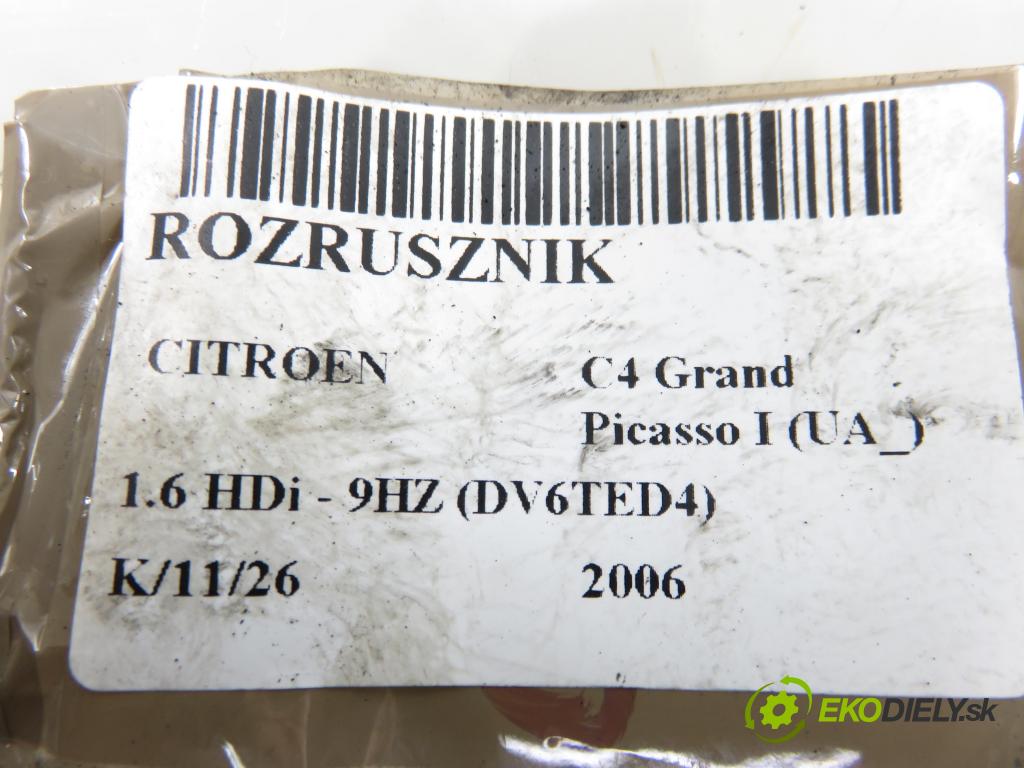 ROZRUSZNIK
CITROEN
C4 Grand
Picasso I (UA_)
1.6 HDi - 9HZ (DV6TED4)
K/11/26
2006
EKODIELY.sk